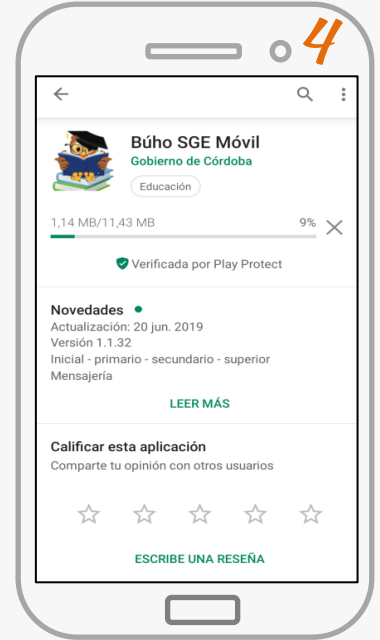 4
Búho SGE Móvil
Gobierno de Córdoba
Educación
1,14 MB/11,43 MB 9%
Verificada por Play Protect
Novedades
Actualización: 20 jun. 2019
Versión 1.1.32
Inicial - primario - secundario - superior
Mensajería
LEER MÁS
Calificar esta aplicación
Comparte tu opinión con otros usuarios
ESCRIBE UNA RESEÑA